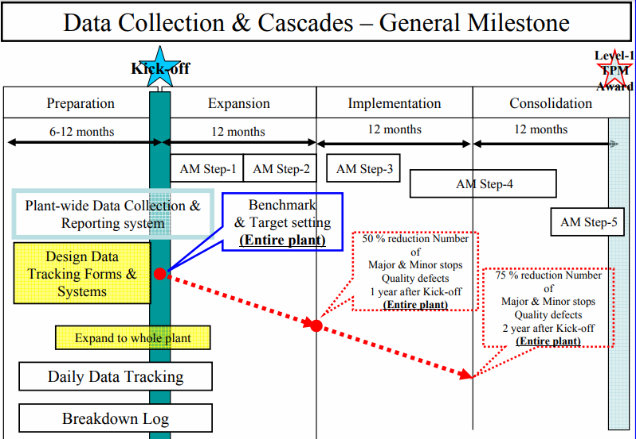 Data Collection & Cascades – General Milestone
Kick-off
Level-1
TPM
Award
Preparation
Expansion
Implementation
Consolidation
6-12 months
12 months
12 months
12 months
AM Step-1
AM Step-2
AM Step-3
AM Step-4
AM Step-5
Plant-wide Data Collection &
Reporting system
Benchmark
& Target setting
(Entire plant)
Design Data
Tracking Forms &
Systems
50 % reduction Number
of
Major & Minor stops
Quality defects
1 year after Kick-off
(Entire plant)
75 % reduction Number
of
Major & Minor stops
Quality defects
2 year after Kick-off
(Entire plant)
Expand to whole plant
Daily Data Tracking
Breakdown Log